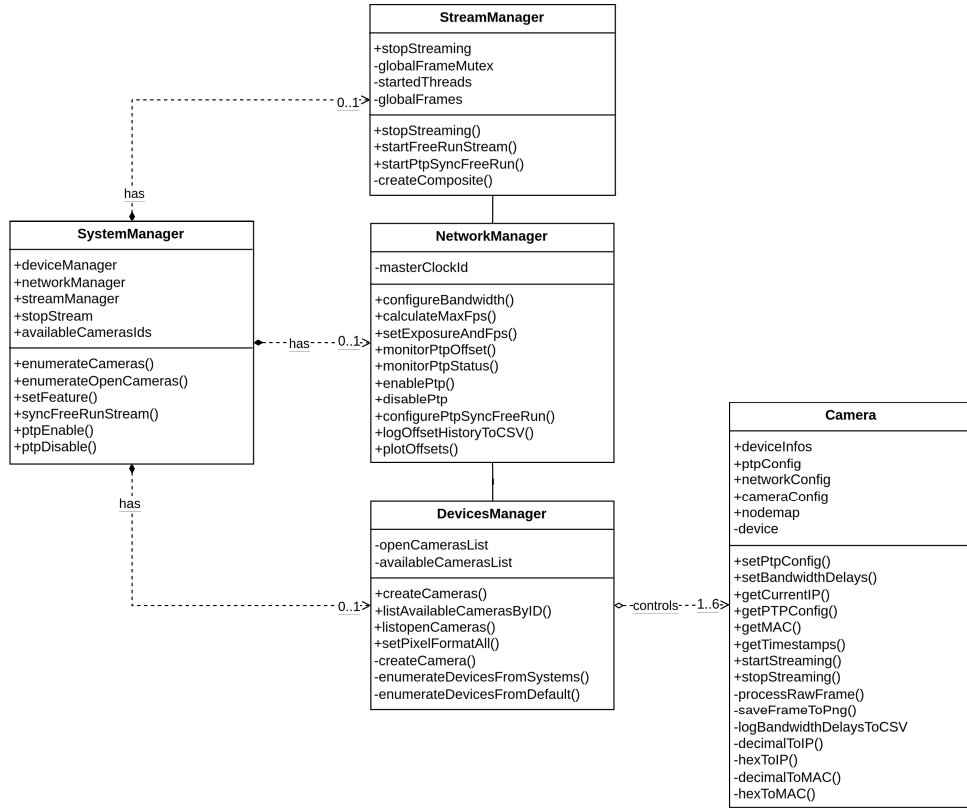 StreamManager
+stopStreaming
-globalFrameMutex
-startedThreads
-globalFrames
+stopStreaming()
+startFreeRunStream()
+startPtpSyncFreeRun()
-createComposite()
0..1
has
SystemManager
+deviceManager
+networkManager
+streamManager
+stopStream
+availableCamerasIds
+enumerateCameras()
+enumerateOpenCameras()
+setFeature()
+syncFreeRunStream()
+ptpEnable()
+ptpDisable()
has
0..1
NetworkManager
-masterClockId
+configureBandwidth()
+calculateMaxFps()
+setExposureAndFps()
+monitorPtpOffset()
+monitorPtpStatus()
+enablePtp()
+disablePtp
+configurePtpSyncFreeRun()
+logOffsetHistoryToCSV()
+plotOffsets()
has
0..1
DevicesManager
-openCamerasList
-availableCamerasList
+createCameras()
+listAvailableCamerasByID()
+listopenCameras()
+setPixelFormatAll()
-createCamera()
-enumerateDevicesFromSystems()
-enumerateDevicesFromDefault()
controls
1..6
Camera
+deviceInfos
+ptpConfig
+networkConfig
+cameraConfig
+nodemap
-device
+setPtpConfig()
+setBandwidthDelays()
+getCurrentIP()
+getPTPConfig()
+getMAC()
+getTimestamps()
+startStreaming()
+stopStreaming()
-processRawFrame()
-saveFrameToPng()
-logBandwidthDelaysToCSV
-decimalToIP()
-hexToIP()
-decimalToMAC()
-hexToMAC()